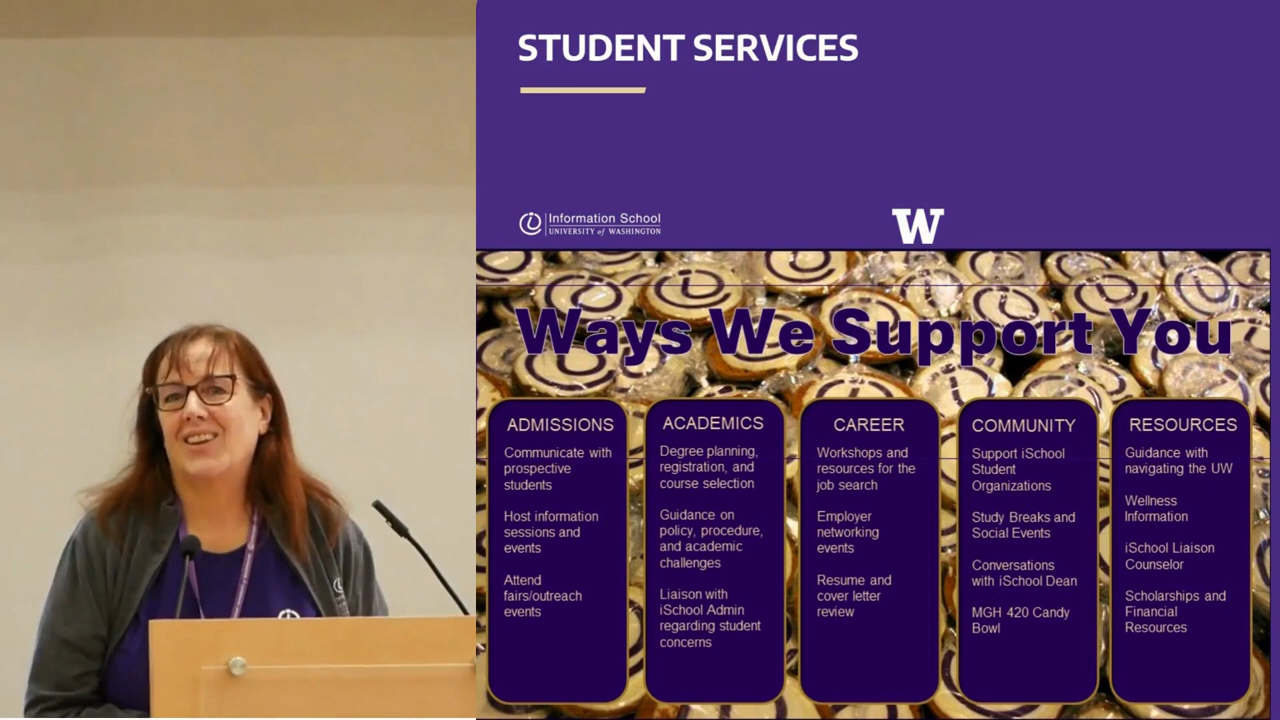 STUDENT SERVICES
Information School
UNIVERSITY of WASHINGTON
W
Ways We Support You
ADMISSIONS
Communicate with
prospective
students
Host information
sessions and
events
Attend
fairs/outreach
events
ACADEMICS
Degree planning,
registration, and
course selection
Guidance on
policy, procedure,
and academic
challenges
Liaison with
iSchool Admin
regarding student
concerns
CAREER
Workshops and
resources for the
job search
Employer
networking
events
Resume and
cover letter
review
COMMUNITY
Support iSchool
Student
Organizations
Study Breaks and
Social Events
Conversations
with iSchool Dean
MGH 420 Candy
Bowl
RESOURCES
Guidance with
navigating the UW
Wellness
Information
iSchool Liaison
Counselor
Scholarships and
Financial
Resources